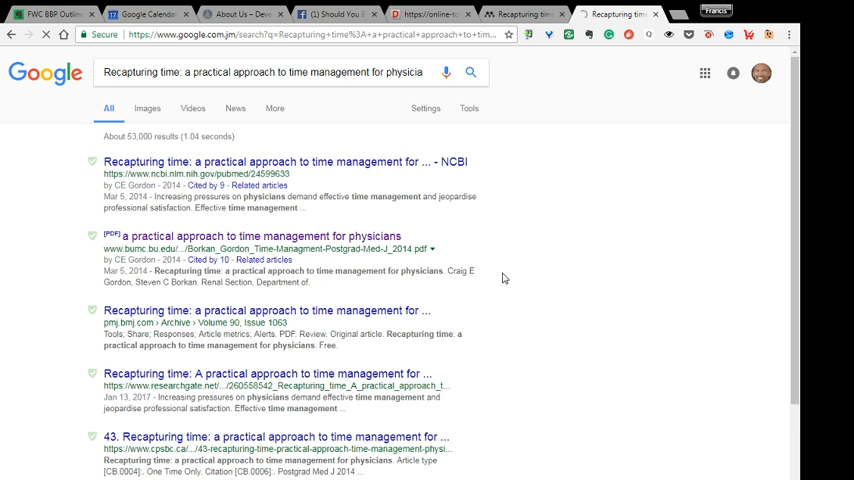 FWC BBP Outline
Google Calendar
About Us – Deve
(1) Should You B
https://online-to
Recapturing time
Recapturing time
Francis
Secure https://www.google.com.jm/search?q=Recapturing+time%3A+a+practical+approach+to+tim...
Google
Recapturing time: a practical approach to time management for physicia
All Images Videos News More Settings Tools
About 53,000 results (1.04 seconds)
Recapturing time: a practical approach to time management for ... - NCBI
https://www.ncbi.nlm.nih.gov/pubmed/24599633
by CE Gordon - 2014 - Cited by 9 - Related articles
Mar 5, 2014 - Increasing pressures on physicians demand effective time management and jeopardise
professional satisfaction. Effective time management ...
[PDF] a practical approach to time management for physicians
www.bumc.bu.edu/.../Borkan_Gordon_Time-Managment-Postgrad-Med-J_2014.pdf
by CE Gordon - 2014 - Cited by 10 - Related articles
Mar 5, 2014 - Recapturing time: a practical approach to time management for physicians. Craig E
Gordon, Steven C Borkan. Renal Section, Department of.
Recapturing time: a practical approach to time management for ...
pmj.bmj.com › Archive › Volume 90, Issue 1063
Tools; Share; Responses; Article metrics; Alerts. PDF. Review. Original article. Recapturing time: a
practical approach to time management for physicians. Free.
Recapturing time: A practical approach to time management for ...
https://www.researchgate.net/.../260558542_Recapturing_time_A_practical_approach_t...
Jan 13, 2017 - Increasing pressures on physicians demand effective time management and
jeopardise professional satisfaction. Effective time management ...
43. Recapturing time: a practical approach to time management for ...
https://www.cpsbc.ca/.../43-recapturing-time-practical-approach-time-management-physi...
Recapturing time: a practical approach to time management for physicians. Article type
[CB.0004]:. One Time Only. Citation [CB.0006]:. Postgrad Med J 2014 ...